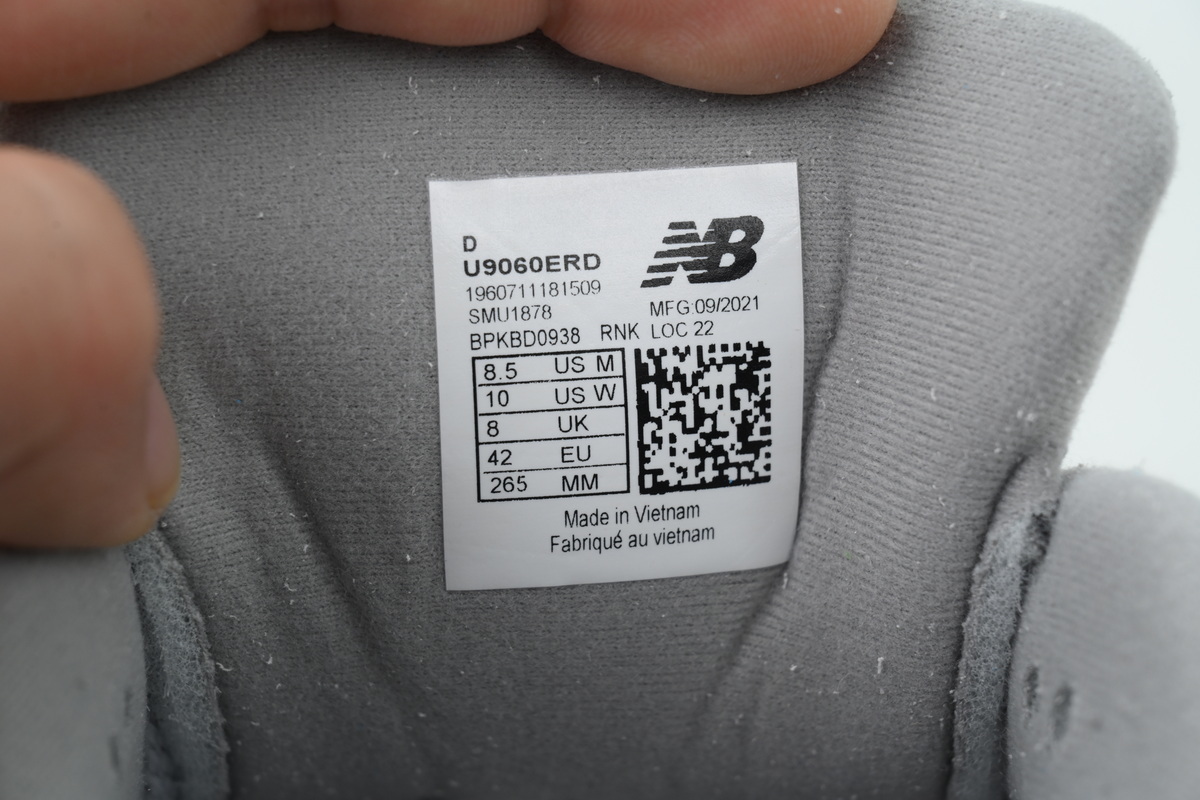 D
U9060ERD
NB
1960711181509
SMU1878
MFG:09/2021
BPKBD0938 RNK LOC 22
8.5 US M
10 US W
8 UK
42 EU
265 MM
Made in Vietnam
Fabriqué au vietnam